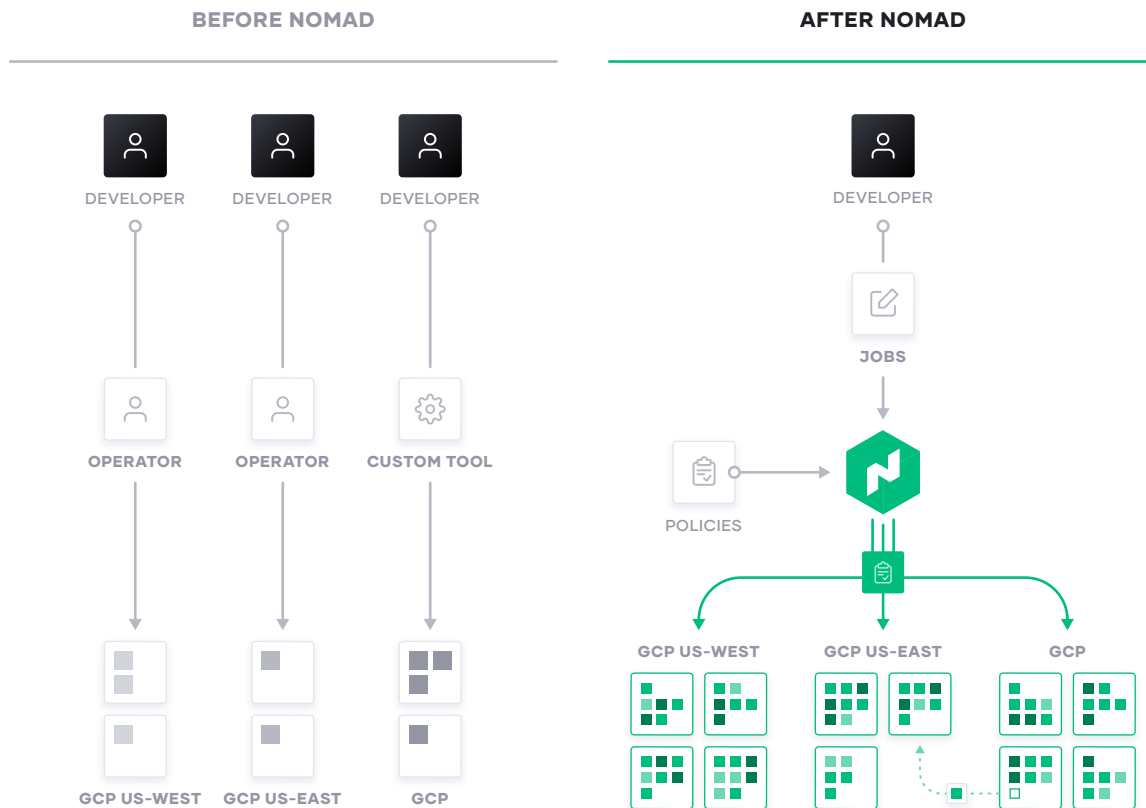 BEFORE NOMAD
DEVELOPER DEVELOPER DEVELOPER
OPERATOR OPERATOR CUSTOM TOOL
GCP US-WEST GCP US-EAST GCP
AFTER NOMAD
DEVELOPER
JOBS
POLICIES
GCP US-WEST GCP US-EAST GCP